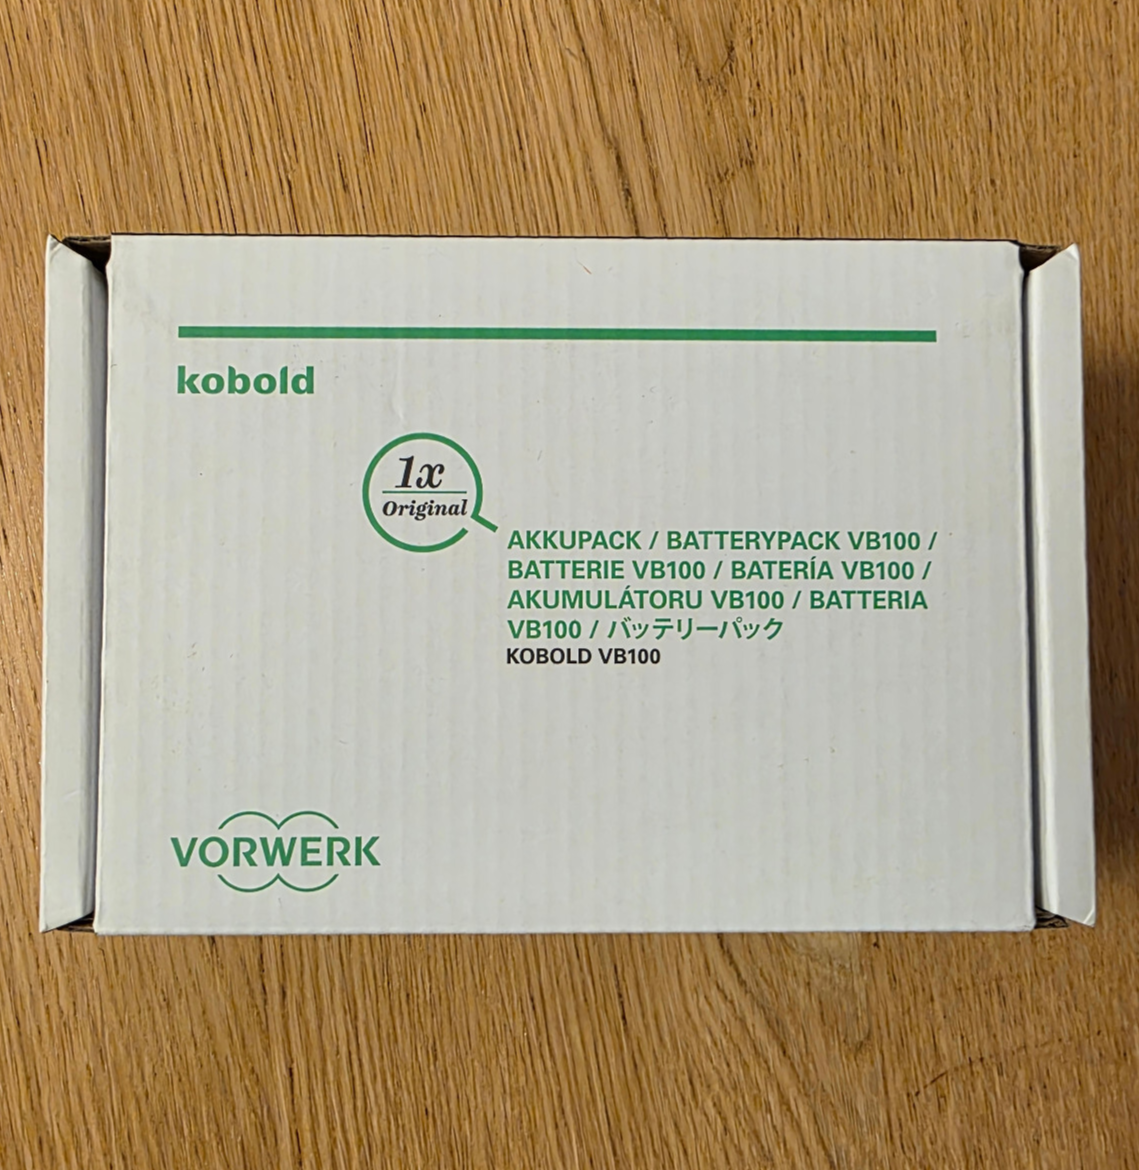 kobold
1x
Original
AKKUPACK / BATTERYPACK VB100 /
BATTERIE VB100 / BATERÍA VB100 /
AKUMULÁTORU VB100 / BATTERIA
VB100 / バッテリーパック
KOBOLD VB100
VORWERK